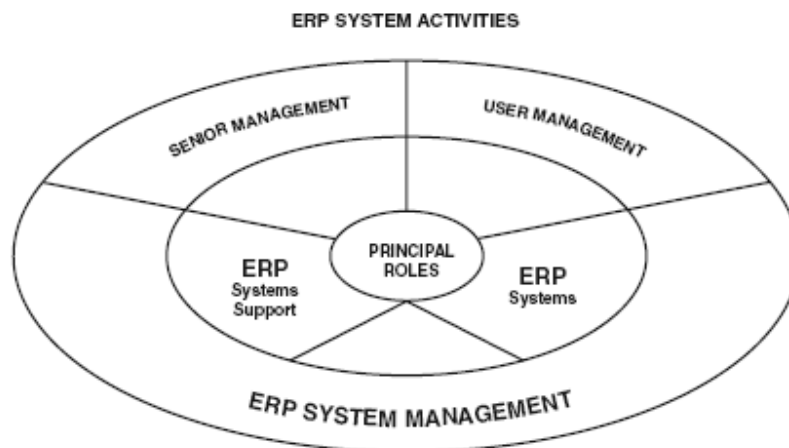 ERP SYSTEM ACTIVITIES
SENIOR MANAGEMENT
USER MANAGEMENT
PRINCIPAL
ROLES
ERP
Systems
Support
ERP
Systems
ERP SYSTEM MANAGEMENT